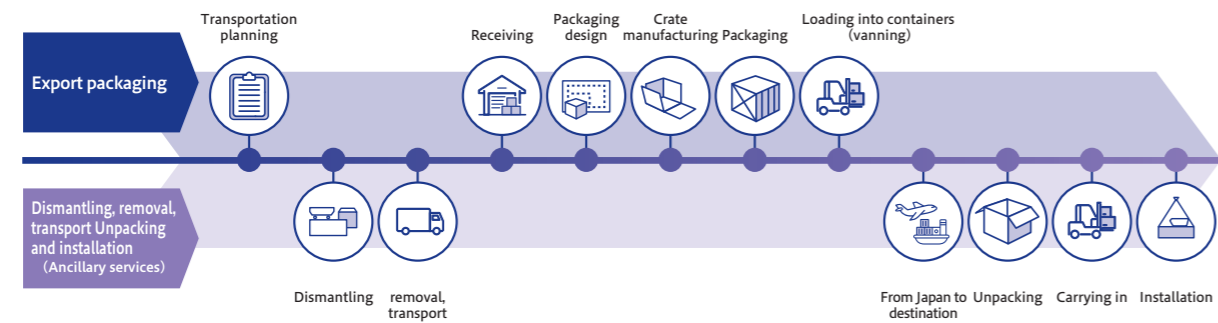 Transportation
planning
Receiving
Packaging
design
Crate
manufacturing
Packaging
Loading into containers
(vanning)
Export packaging
Dismantling, removal,
transport Unpacking
and installation
(Ancillary services)
Dismantling
removal,
transport
From Japan to
destination
Unpacking
Carrying in
Installation